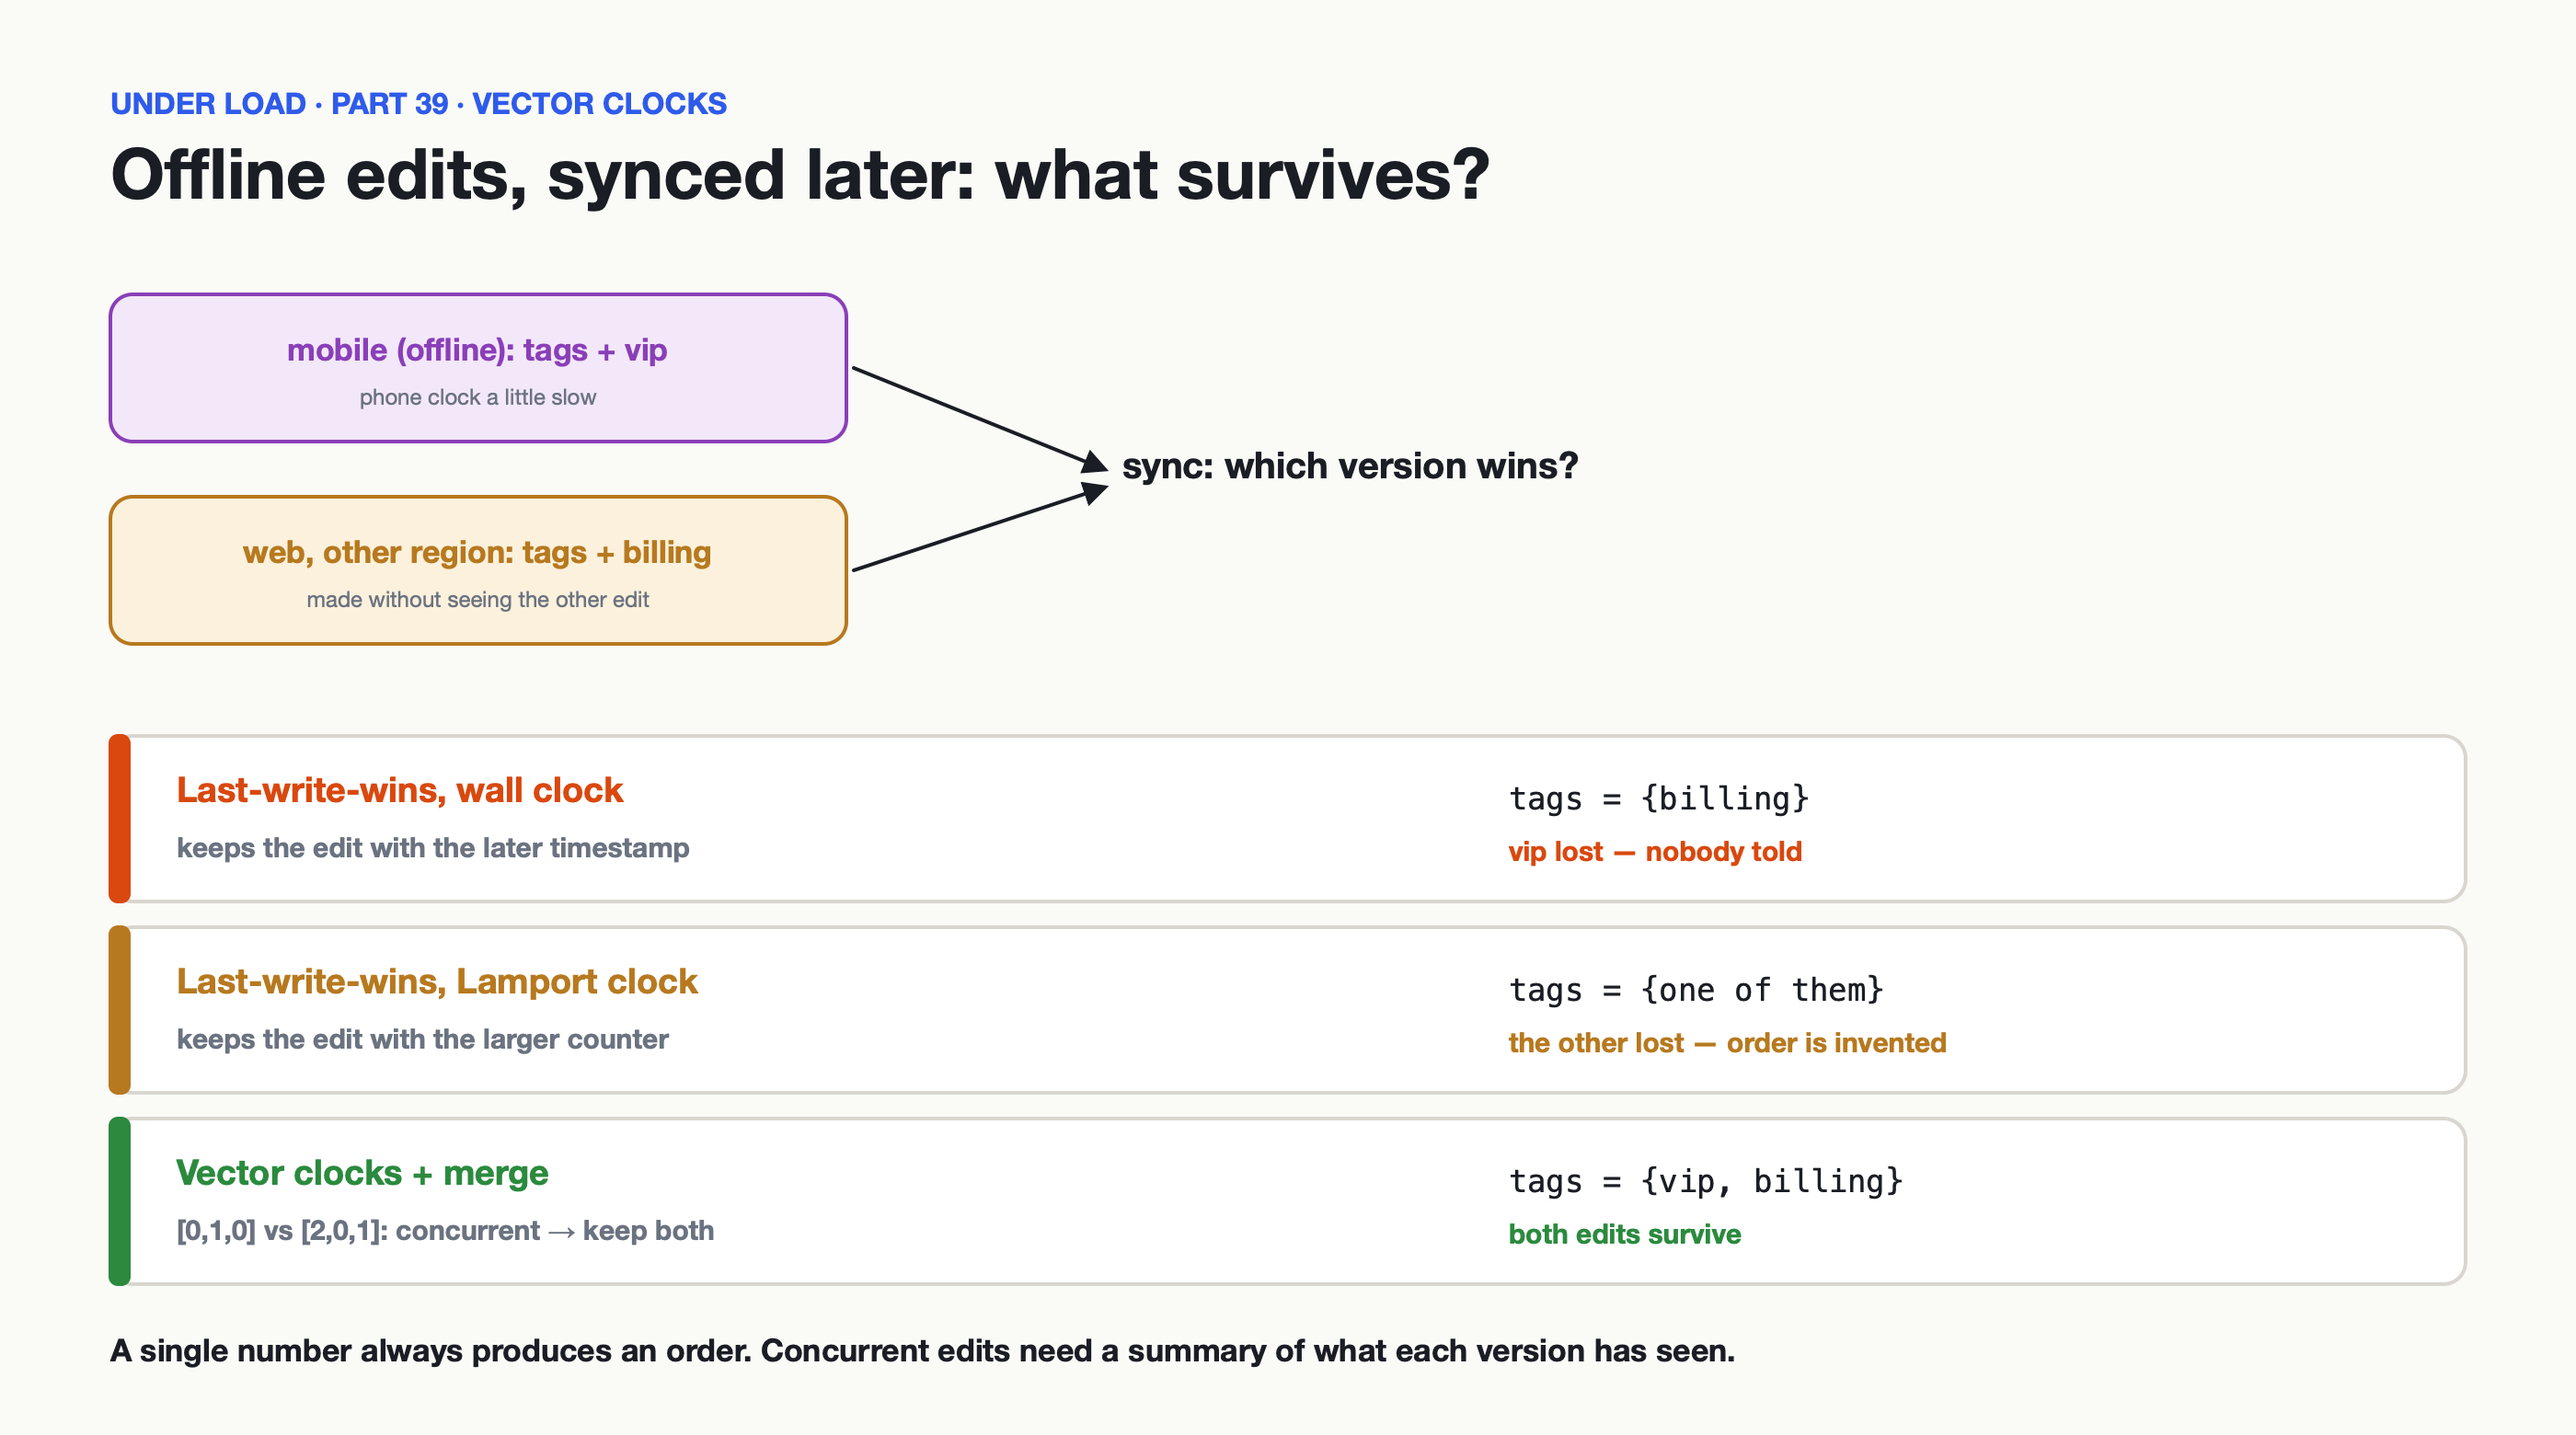 UNDER LOAD · PART 39 · VECTOR CLOCKS
Offline edits, synced later: what survives?
mobile (offline): tags + vip
phone clock a little slow
sync: which version wins?
web, other region: tags + billing
made without seeing the other edit
Last-write-wins, wall clock
keeps the edit with the later timestamp
tags = {billing}
vip lost — nobody told
Last-write-wins, Lamport clock
keeps the edit with the larger counter
tags = {one of them}
the other lost — order is invented
Vector clocks + merge
[0,1,0] vs [2,0,1]: concurrent → keep both
tags = {vip, billing}
both edits survive
A single number always produces an order. Concurrent edits need a summary of what each version has seen.